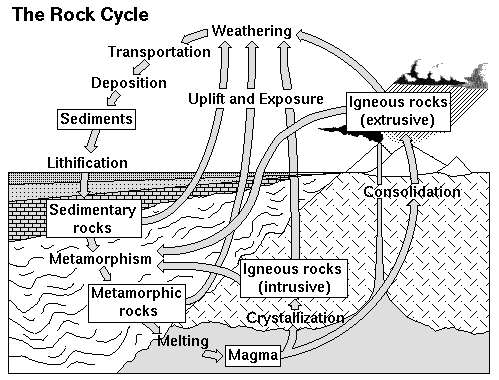 The Rock Cycle
Weathering
Transportation
Deposition
Uplift and Exposure
Igneous rocks
(extrusive)
Sediments
Lithification
Consolidation
Sedimentary
rocks
Metamorphism
Igneous rocks
(intrusive)
Metamorphic
rocks
Crystallization
Melting
Magma